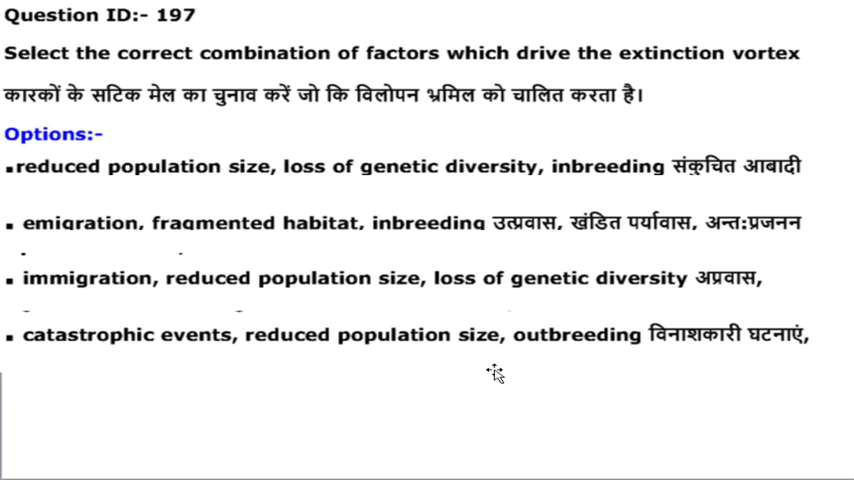 Question ID:- 197
Select the correct combination of factors which drive the extinction vortex
कारकों के सटिक मेल का चुनाव करें जो कि विलोपन भ्रमिल को चालित करता है।
Options:-
▪reduced population size, loss of genetic diversity, inbreeding संकुचित आबादी
▪ emigration, fragmented habitat, inbreeding उत्प्रवास, खंडित पर्यावास, अन्त:प्रजनन
▪ immigration, reduced population size, loss of genetic diversity अप्रवास,
▪ catastrophic events, reduced population size, outbreeding विनाशकारी घटनाएं,